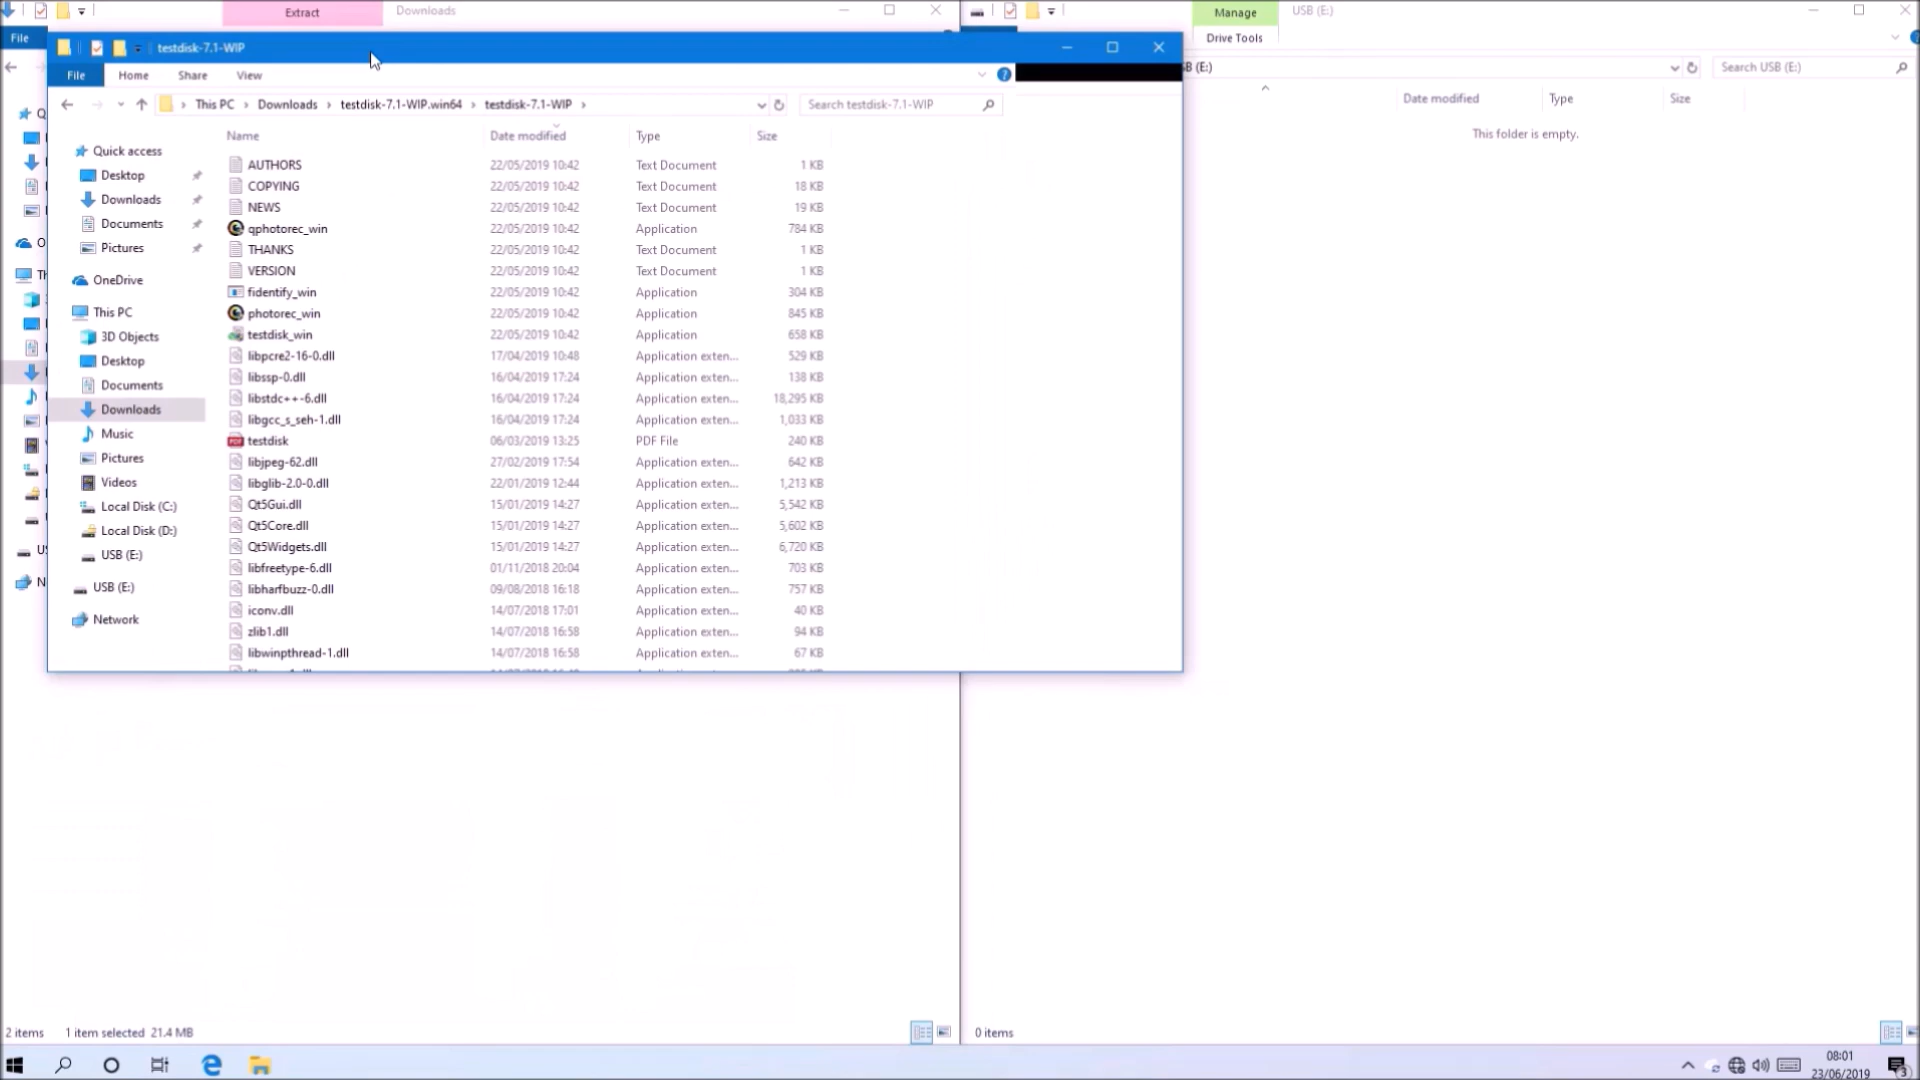 Extract
Downloads
Manage
USB (E:)
File
Drive Tools
testdisk-7.1-WIP
File
Home
Share
View
B (E:)
Search USB (E:)
This PC
Downloads
testdisk-7.1-WIP.win64
testdisk-7.1-WIP
Search testdisk-7.1-WIP
Date modified
Type
Size
This folder is empty.
Name
Date modified
Type
Size
Quick access
Desktop
Downloads
Documents
Pictures
OneDrive
This PC
3D Objects
Desktop
Documents
Downloads
Music
Pictures
Videos
Local Disk (C:)
Local Disk (D:)
USB (E:)
USB (E:)
Network
AUTHORS 22/05/2019 10:42 Text Document 1 KB
COPYING 22/05/2019 10:42 Text Document 18 KB
NEWS 22/05/2019 10:42 Text Document 19 KB
qphotorec_win 22/05/2019 10:42 Application 784 KB
THANKS 22/05/2019 10:42 Text Document 1 KB
VERSION 22/05/2019 10:42 Text Document 1 KB
fidentify_win 22/05/2019 10:42 Application 304 KB
photorec_win 22/05/2019 10:42 Application 845 KB
testdisk_win 22/05/2019 10:42 Application 658 KB
libpcre2-16-0.dll 17/04/2019 10:48 Application exten... 529 KB
libssp-0.dll 16/04/2019 17:24 Application exten... 138 KB
libstdc++-6.dll 16/04/2019 17:24 Application exten... 18,295 KB
libgcc_s_seh-1.dll 16/04/2019 17:24 Application exten... 1,033 KB
testdisk 06/03/2019 13:25 PDF File 240 KB
libjpeg-62.dll 27/02/2019 17:54 Application exten... 642 KB
libglib-2.0-0.dll 22/01/2019 12:44 Application exten... 1,213 KB
Qt5Gui.dll 15/01/2019 14:27 Application exten... 5,542 KB
Qt5Core.dll 15/01/2019 14:27 Application exten... 5,602 KB
Qt5Widgets.dll 15/01/2019 14:27 Application exten... 6,720 KB
libfreetype-6.dll 01/11/2018 20:04 Application exten... 703 KB
libharfbuzz-0.dll 09/08/2018 16:18 Application exten... 757 KB
iconv.dll 14/07/2018 17:01 Application exten... 40 KB
zlib1.dll 14/07/2018 16:58 Application exten... 94 KB
libwinpthread-1.dll 14/07/2018 16:58 Application exten... 67 KB
2 items
1 item selected 21.4 MB
0 items
08:01
23/06/2019
3